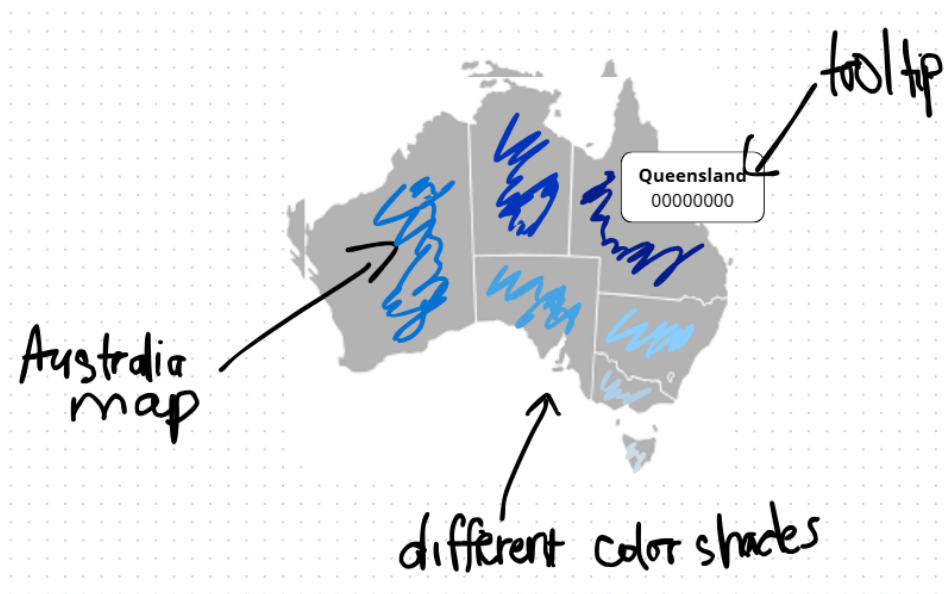 tooltip
Queensland
00000000
Australia
map
different color shades